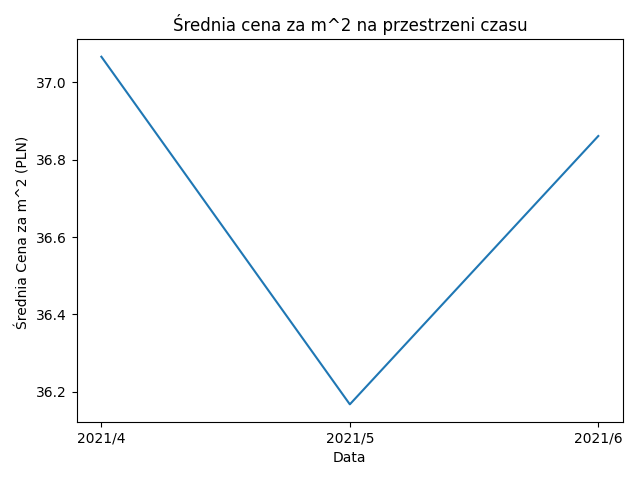 Średnia cena za m^2 na przestrzeni czasu
Średnia Cena za m^2 (PLN)
37.0
36.8
36.6
36.4
36.2
2021/4 2021/5 2021/6
Data